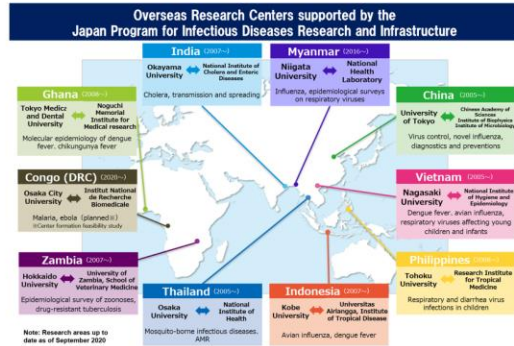 Overseas Research Centers supported by the
Japan Program for Infectious Diseases Research and Infrastructure
India (2007~)
Okayama University
National Institute of Cholera and Enteric Diseases
Cholera, transmission and spreading
Myanmar (2016~)
Niigata University
National Health Laboratory
Influenza, epidemiological surveys
on respiratory viruses
Ghana (2008~)
Tokyo Medicz and Dental University
Noguchi Memorial Institute for Medical research
Molecular epidemiology of dengue
fever. chikungunya fever
China (2005~)
University of Tokyo
Chinese Academy of Sciences
Institute of Biophysics
Institute of Microbiology
Virus control, novel influenza,
diagnostics and preventions
Congo (DRC) (2020~)
Osaka City University
Institut National de Recherche Biomedicale
Malaria, ebola (planned※)
※Canter formation feasibility study
Vietnam (2005~)
Nagasaki University
National Institute of Hygiene and Epidemiology
Dengue fever, avian influenza,
respiratory viruses affecting young
children and infants
Zambia (2007~)
Hokkaido University
University of Zambia, School of Veterinary Medicine
Epidemiological survey of zoonoses,
drug-resistant tuberculosis
Thailand (2005~)
Osaka University
National Institute of Health
Mosquito-borne infectious diseases.
AMR
Indonesia (2007~)
Kobe University
Universitas Airlangga, Institute of Tropical Disease
Avian influenza, dengue fever
Philippines
Tohoku University
Research Institute for Tropical Medicine
Respiratory and diarrhea virus
infections in children
Note: Research areas up to
date as of September 2020